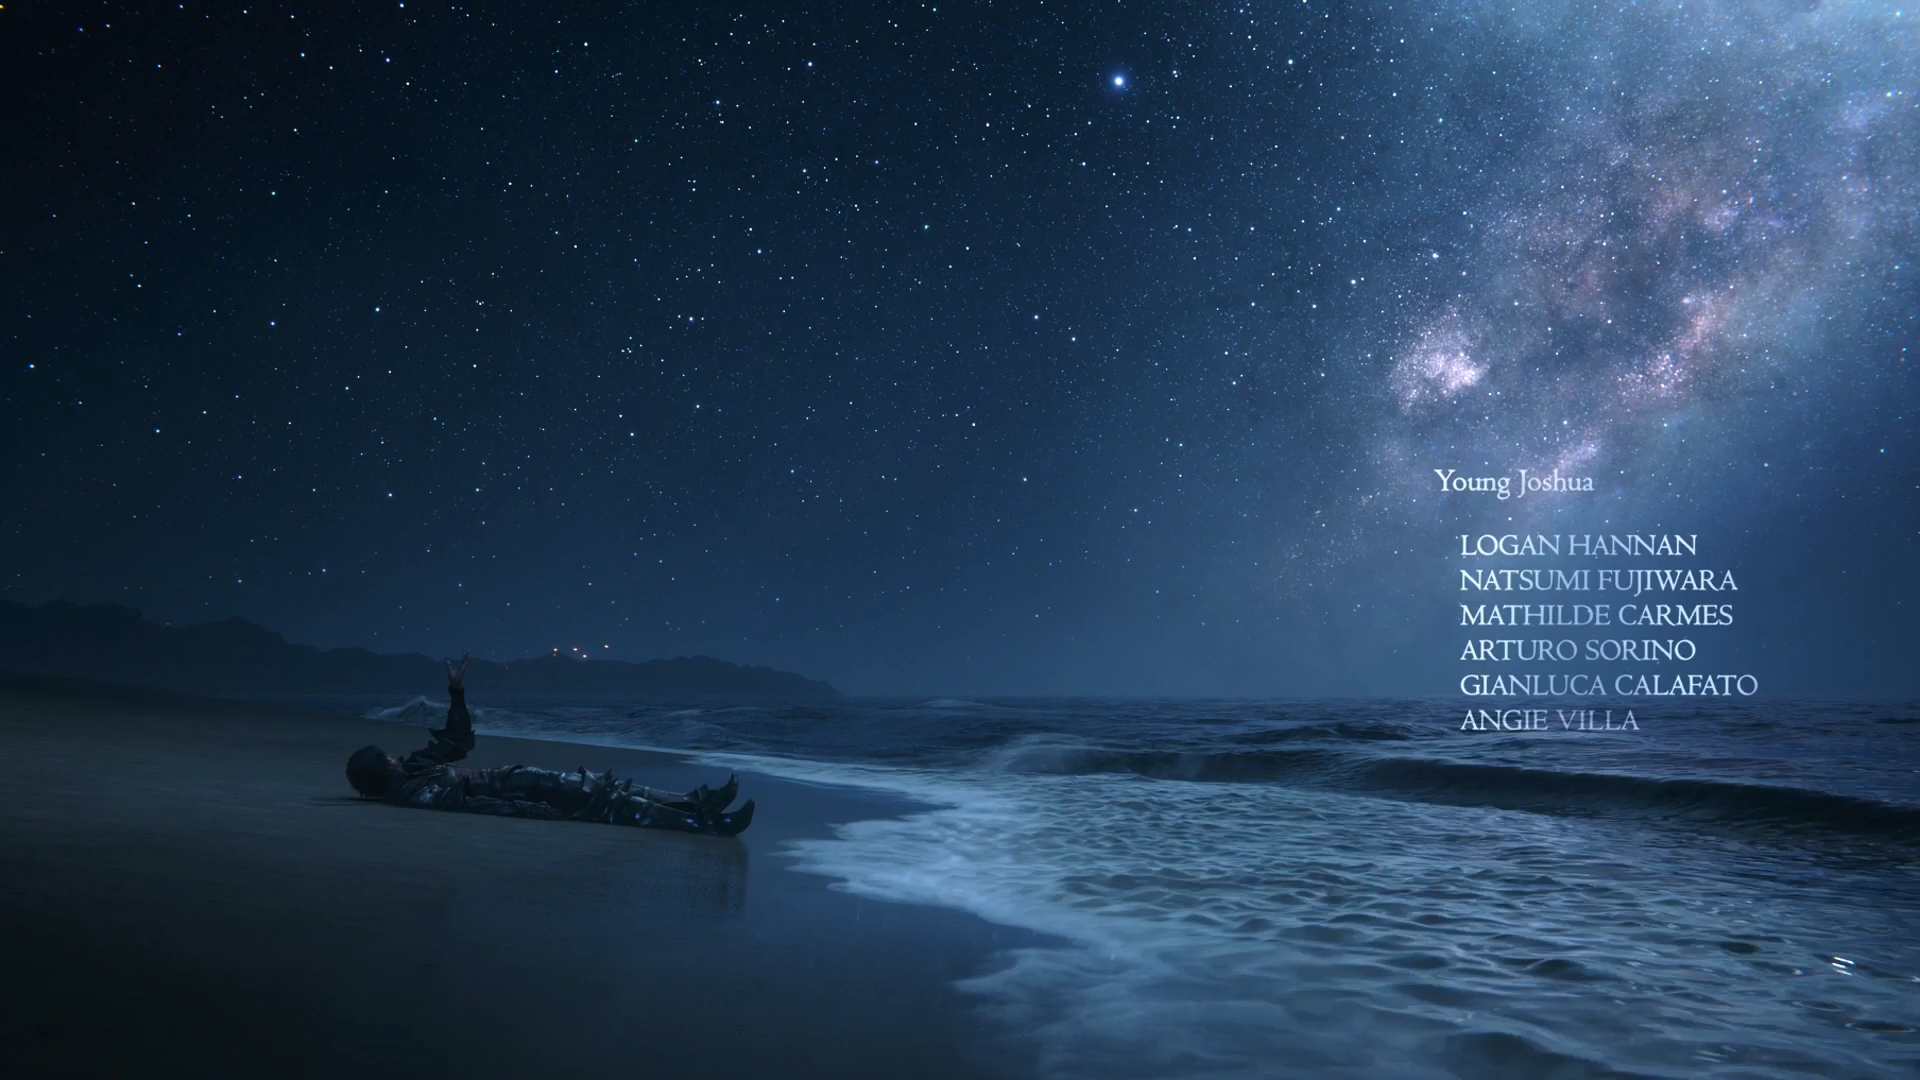 Young Joshua
LOGAN HANNAN
NATSUMI FUJIWARA
MATHILDE CARMES
ARTURO SORINO
GIANLUCA CALAFATO
ANGIE VILLA